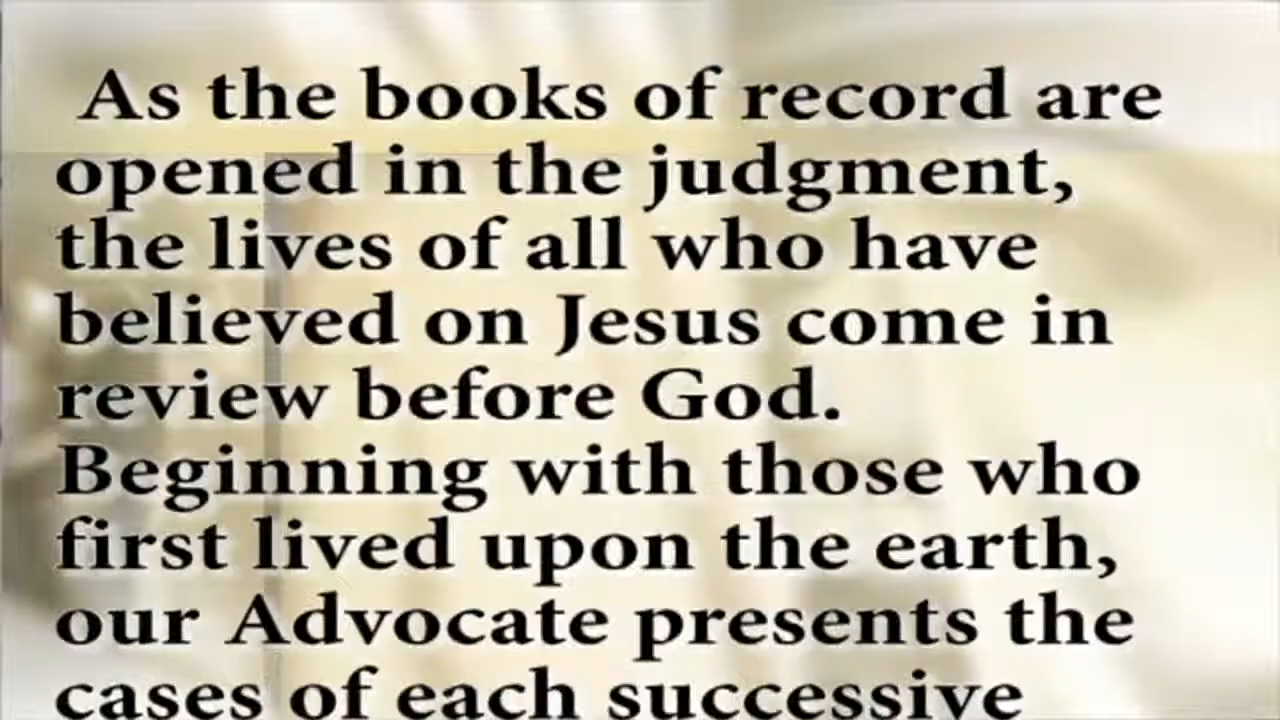 As the books of record are
opened in the judgment,
the lives of all who have
believed on Jesus come in
review before God.
Beginning with those who
first lived upon the earth,
our Advocate presents the
cases of each successive